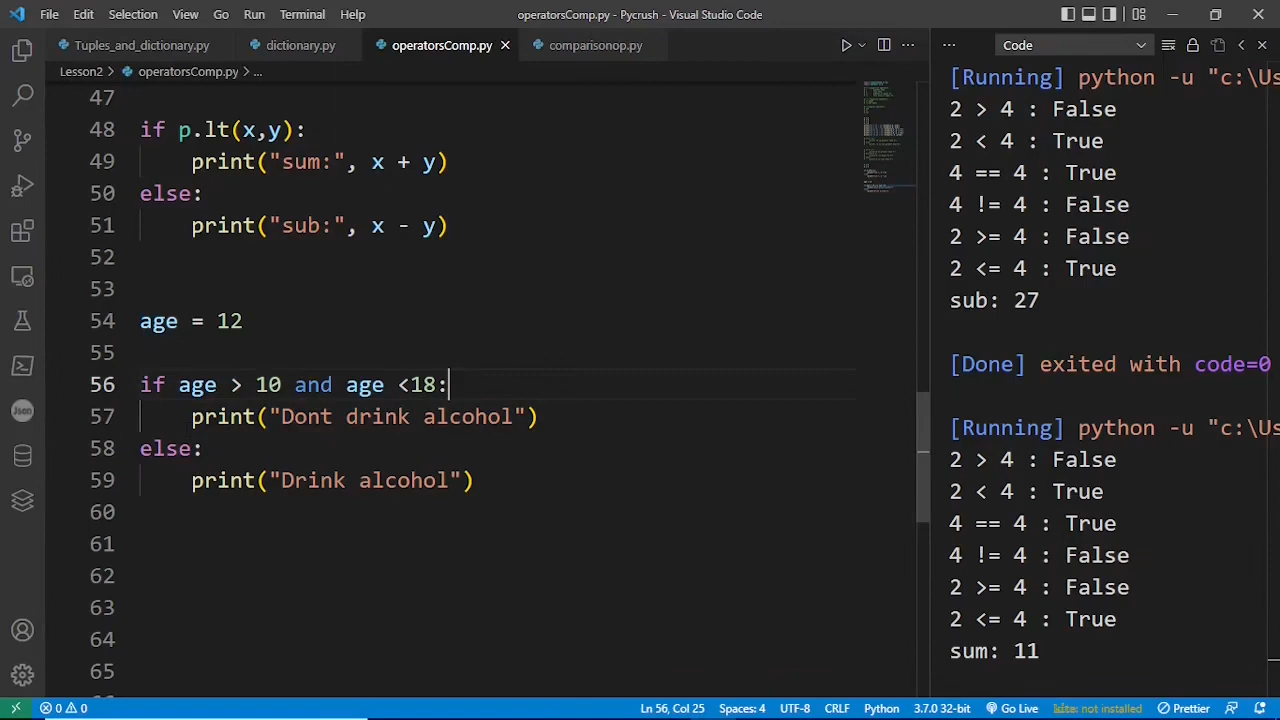 File Edit Selection View Go Run Terminal Help operatorsComp.py - Pycrush - Visual Studio Code
Tuples_and_dictionary.py dictionary.py operatorsComp.py comparisonop.py Code
Lesson2 > operatorsComp.py > ...
47
48 if p.lt(x,y):
49 print("sum:", x + y)
50 else:
51 print("sub:", x - y)
52
53
54 age = 12
55
56 if age > 10 and age <18:
57 print("Dont drink alcohol")
58 else:
59 print("Drink alcohol")
60
61
62
63
64
65
[Running] python -u "c:\Us
2 > 4 : False
2 < 4 : True
4 == 4 : True
4 != 4 : False
2 >= 4 : False
2 <= 4 : True
sub: 27
[Done] exited with code=0
[Running] python -u "c:\Us
2 > 4 : False
2 < 4 : True
4 == 4 : True
4 != 4 : False
2 >= 4 : False
2 <= 4 : True
sum: 11
Json
0 0 Ln 56, Col 25 Spaces: 4 UTF-8 CRLF Python 3.7.0 32-bit Go Live not installed Prettier